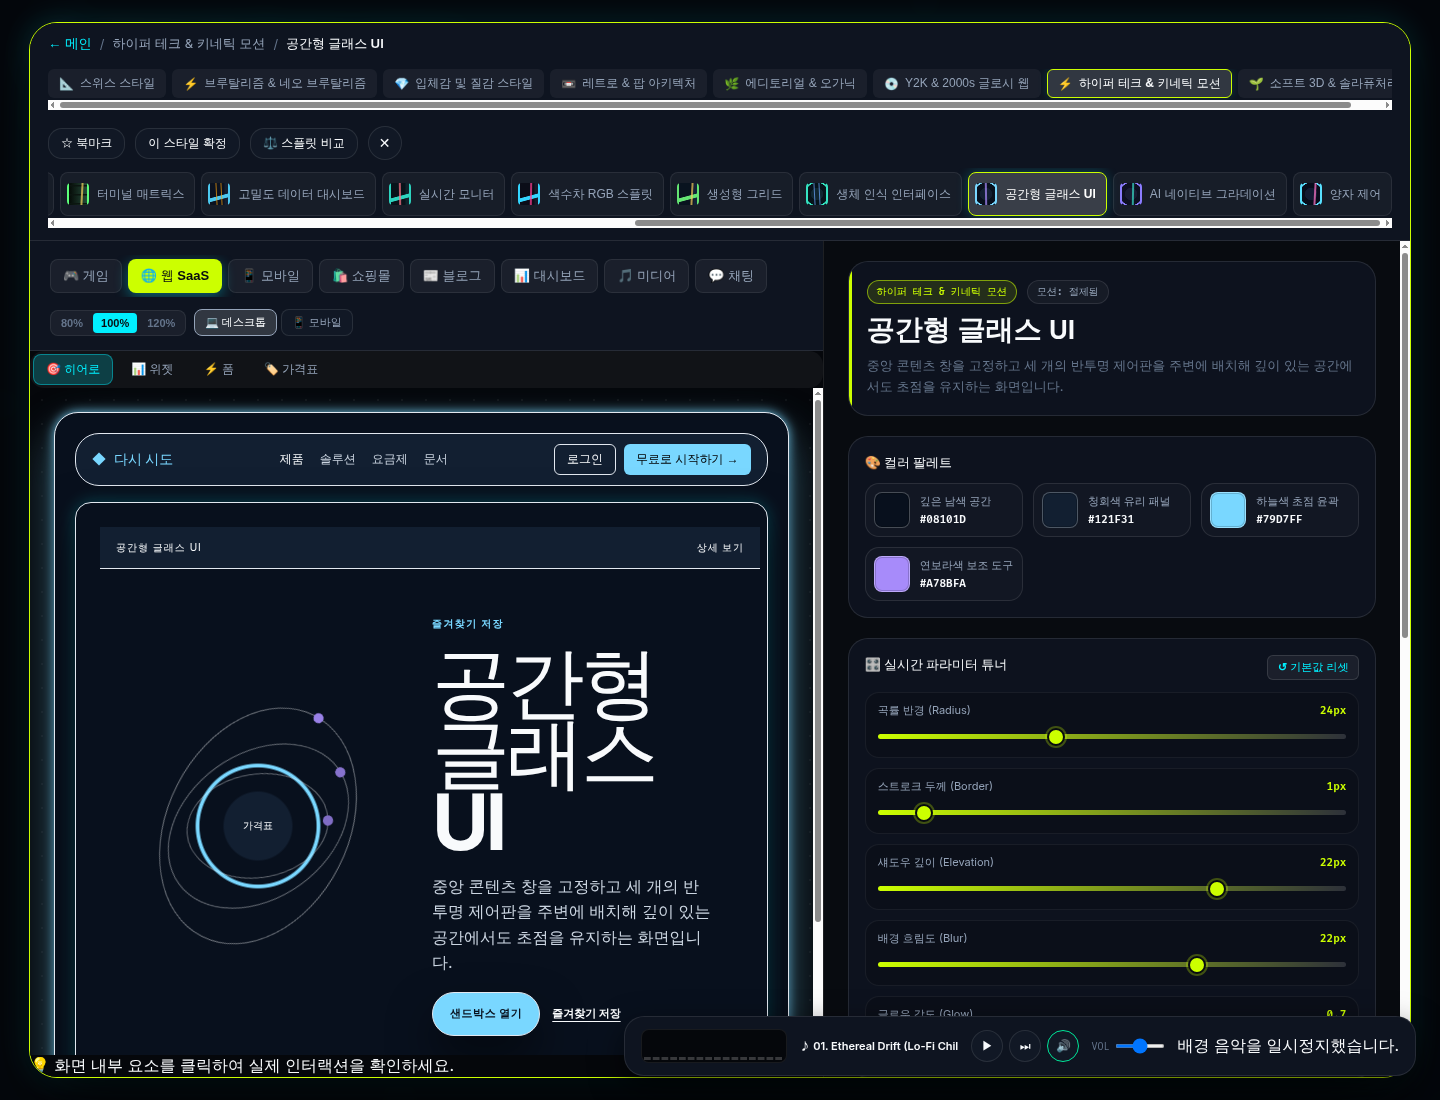 ← 메인 / 하이퍼 테크 & 키네틱 모션 / 공간형 글래스 UI
스위스 스타일
브루탈리즘 & 네오 브루탈리즘
입체감 및 질감 스타일
레트로 & 팝 아키텍처
에디토리얼 & 오가닉
Y2K & 2000s 글로시 웹
하이퍼 테크 & 키네틱 모션
소프트 3D & 솔라퓨처
☆ 북마크
이 스타일 확정
스플릿 비교
✕
터미널 매트릭스
고밀도 데이터 대시보드
실시간 모니터
색수차 RGB 스플릿
생성형 그리드
생체 인식 인터페이스
공간형 글래스 UI
AI 네이티브 그라데이션
양자 제어
게임
웹 SaaS
모바일
쇼핑몰
블로그
대시보드
미디어
채팅
80% 100% 120%
데스크톱
모바일
히어로
위젯
폼
가격표
◆ 다시 시도
제품
솔루션
요금제
문서
로그인
무료로 시작하기 →
공간형 글래스 UI
상세 보기
즐겨찾기 저장
공간형
글래스
UI
가격표
중앙 콘텐츠 창을 고정하고 세 개의 반
투명 제어판을 주변에 배치해 깊이 있는
공간에서도 초점을 유지하는 화면입니
다.
샌드박스 열기
즐겨찾기 저장
💡 화면 내부 요소를 클릭하여 실제 인터랙션을 확인하세요.
하이퍼 테크 & 키네틱 모션
모션: 절제됨
공간형 글래스 UI
중앙 콘텐츠 창을 고정하고 세 개의 반투명 제어판을 주변에 배치해 깊이 있는 공간에
서도 초점을 유지하는 화면입니다.
🎨 컬러 팔레트
깊은 남색 공간
#08101D
청회색 유리 패널
#121F31
하늘색 초점 윤곽
#79D7FF
연보라색 보조 도구
#A78BFA
실시간 파라미터 튜너
↺ 기본값 리셋
곡률 반경 (Radius)
24px
스트로크 두께 (Border)
1px
섀도우 깊이 (Elevation)
22px
배경 흐림도 (Blur)
22px
글로우 강도 (Glow)
0.7
♪ 01. Ethereal Drift (Lo-Fi Chil
VOL
배경 음악을 일시정지했습니다.